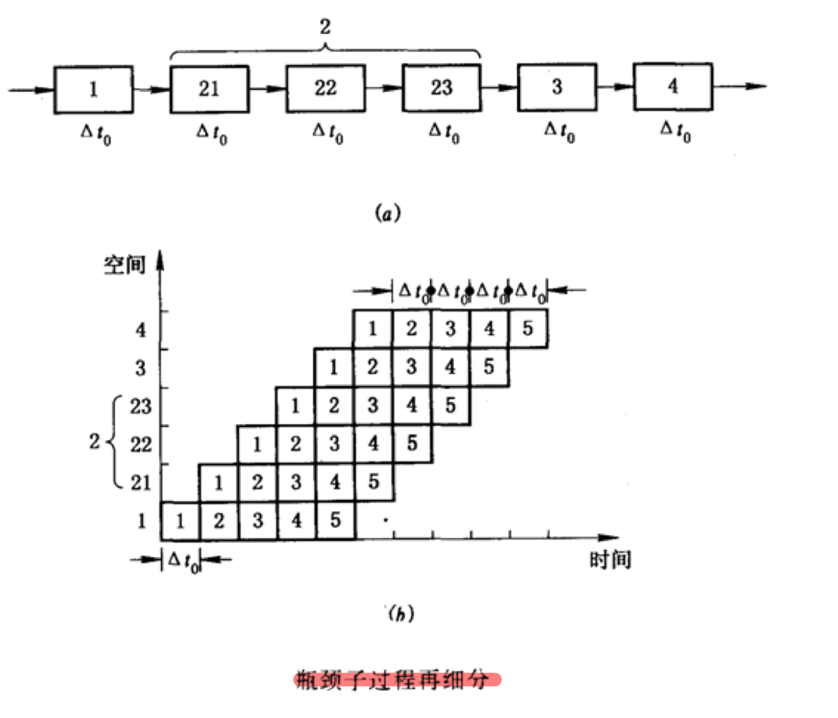 2
1 21 22 23 3 4
Δt₀ Δt₀ Δt₀ Δt₀ Δt₀ Δt₀
(a)
空间
Δt₀ Δt₀ Δt₀ Δt₀
4 1 2 3 4 5
3 1 2 3 4 5
23 1 2 3 4 5
2 22 1 2 3 4 5
21 1 2 3 4 5
1 1 2 3 4 5
Δt₀ 时间
(b)
瓶颈子过程再细分